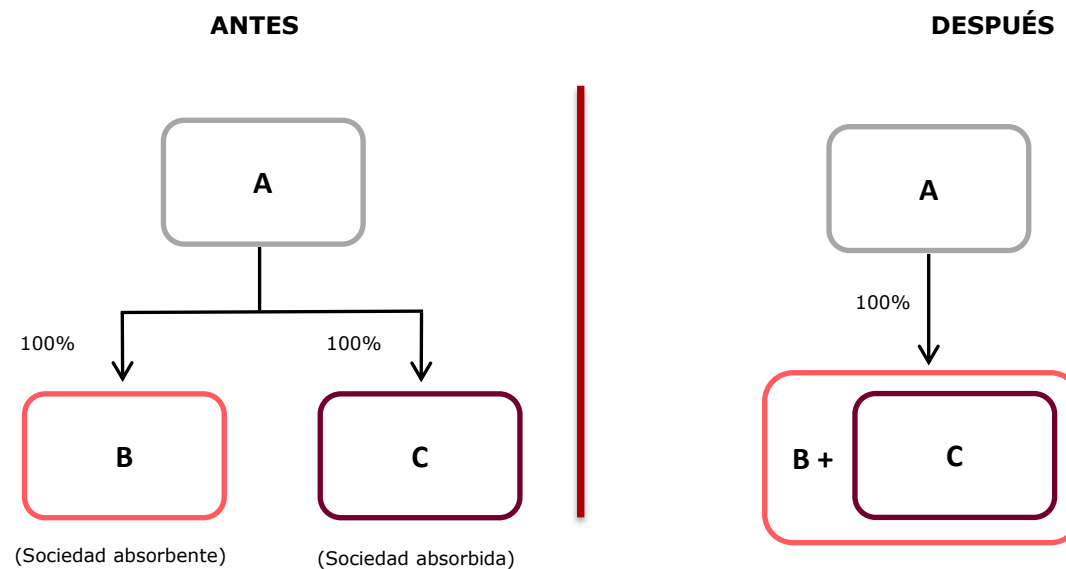 ANTES
DESPUÉS
A
A
100%
100%
100%
B
C
B +
C
(Sociedad absorbente)
(Sociedad absorbida)